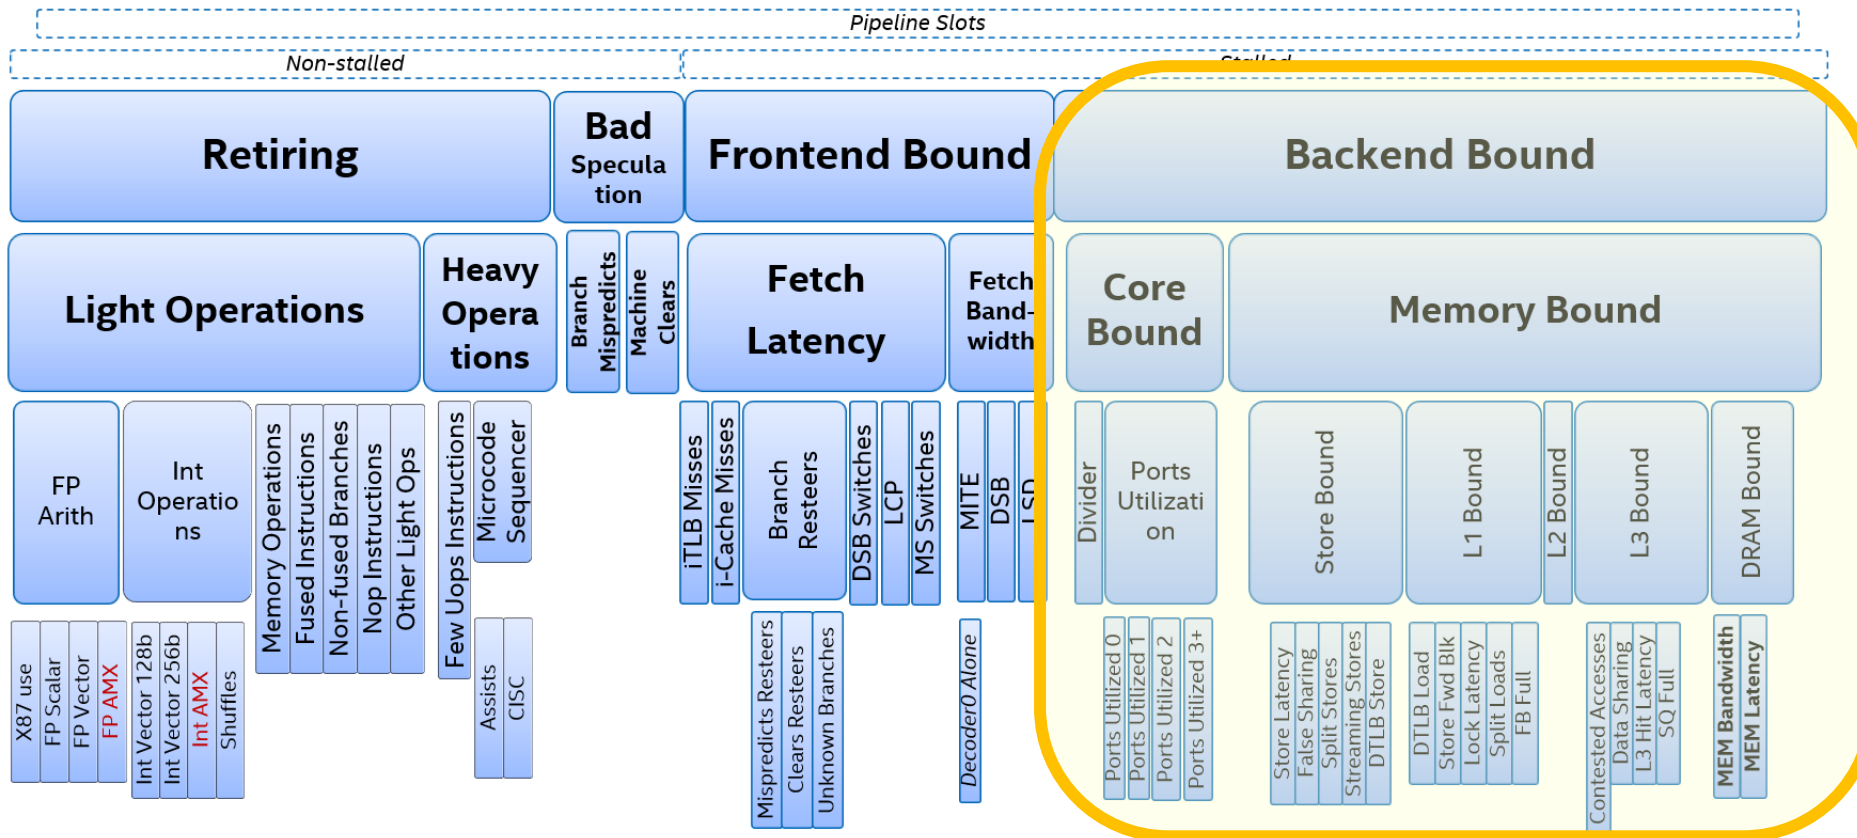 Pipeline Slots
Non-stalled
Stalled
Retiring
Bad
Specula
tion
Frontend Bound
Backend Bound
Light Operations
Heavy
Opera
tions
Branch
Mispredicts
Machine
Clears
Fetch
Latency
Fetch
Band-
width
Core
Bound
Memory Bound
FP
Arith
Int
Operatio
ns
Memory Operations
Fused Instructions
Non-fused Branches
Nop Instructions
Other Light Ops
Few Uops Instructions
Microcode
Sequencer
iTLB Misses
i-Cache Misses
Branch
Resteers
DSB Switches
LCP
MS Switches
MITE
DSB
LSD
Divider
Ports
Utilizati
on
Store Bound
L1 Bound
L2 Bound
L3 Bound
DRAM Bound
X87 use
FP Scalar
FP Vector
FP AMX
Int Vector 128b
Int Vector 256b
Int AMX
Shuffles
Assists
CISC
Mispredicts Resteers
Clears Resters
Unknown Branches
Decoder0 Alone
Ports Utilized 0
Ports Utilized 1
Ports Utilized 2
Ports Utilized 3+
Store Latency
False Sharing
Split Stores
Streaming Stores
DTLB Store
DTLB Load
Store Fwd Blk
Lock Latency
Split Loads
FB Full
Contested Accesses
Data Sharing
L3 Hit Latency
SQ Full
MEM Bandwidth
MEM Latency